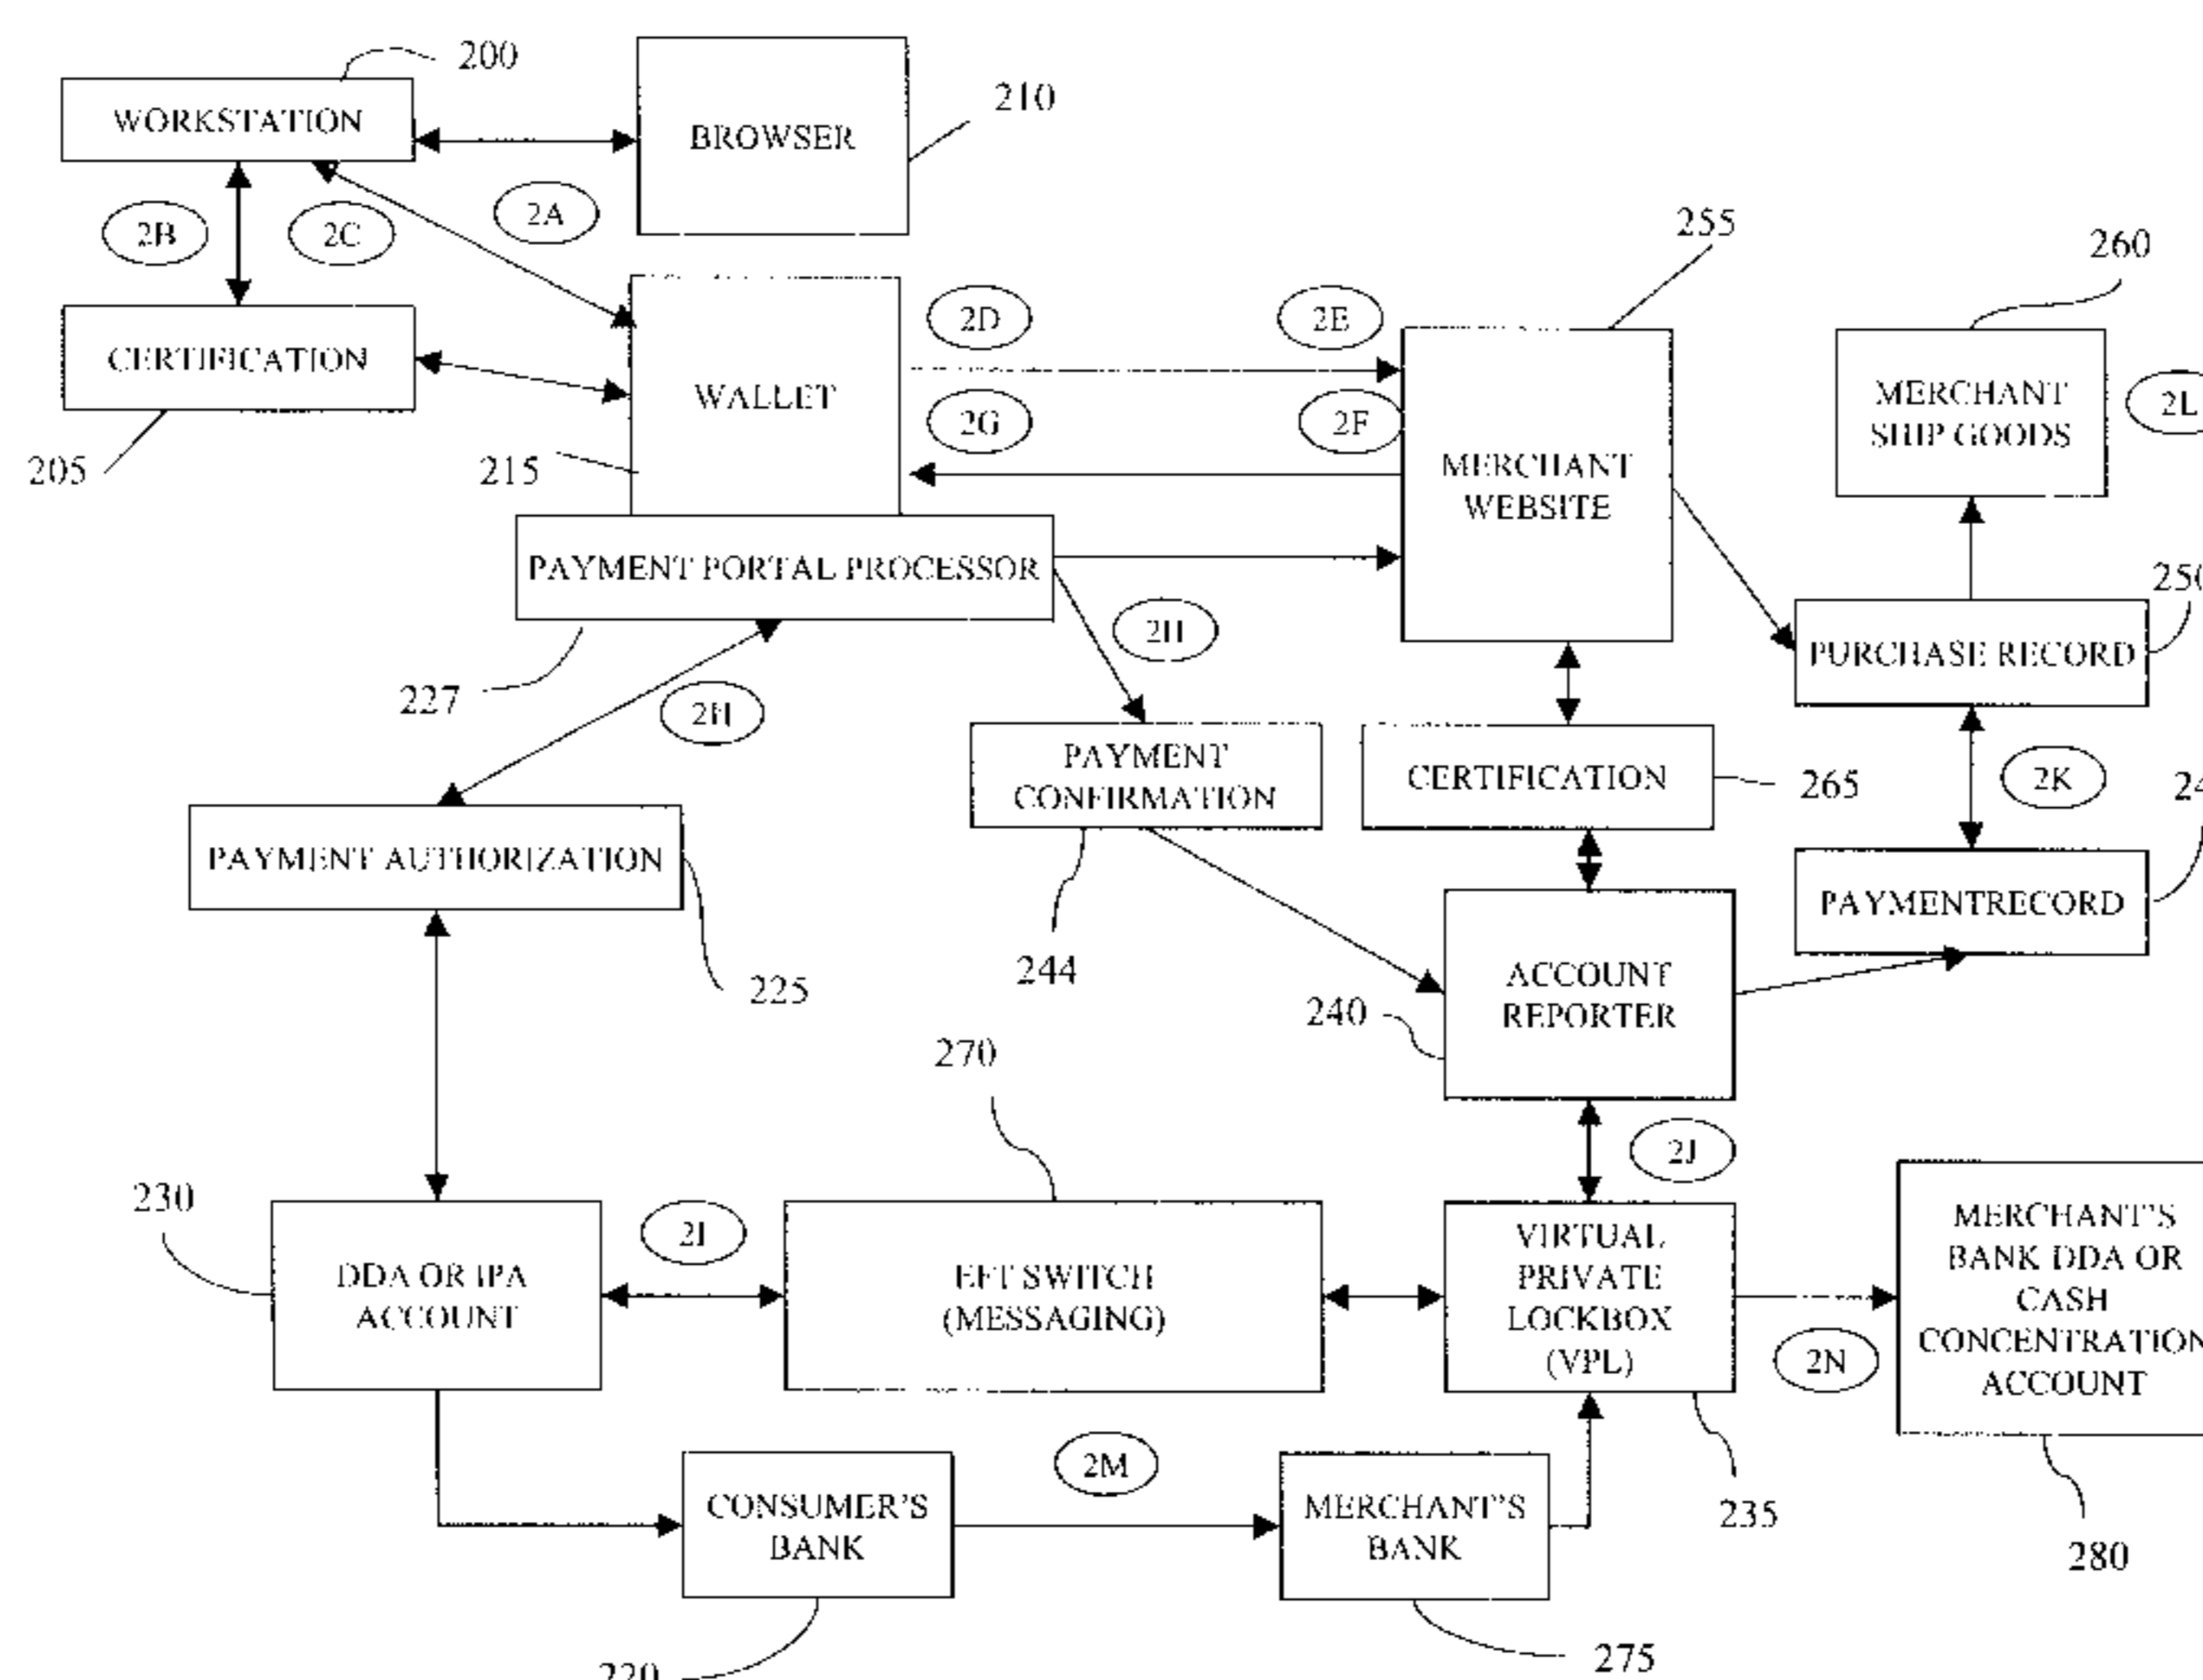 200
WORKSTATION
BROWSER
210
2A
2B
2C
255
260
2D
2E
CERTIFICATION
WALLET
MERCHANT
SHIP GOODS
2L
2G
2F
205
215
MERCHANT
WEBSITE
PAYMENT PORTAL PROCESSOR
2H
PURCHASE RECORD
227
2H
PAYMENT
CONFIRMATION
CERTIFICATION
265
2K
PAYMENT AUTHORIZATION
PAYMENTRECORD
244
225
ACCOUNT
REPORTER
240
270
2J
230
2I
DDA OR IPA
ACCOUNT
EFT SWITCH
(MESSAGING)
VIRTUAL
PRIVATE
LOCKBOX
(VPL)
MERCHANT'S
BANK DDA OR
CASH
CONCENTRATION
ACCOUNT
2N
2M
CONSUMER'S
BANK
MERCHANT'S
BANK
235
280
275